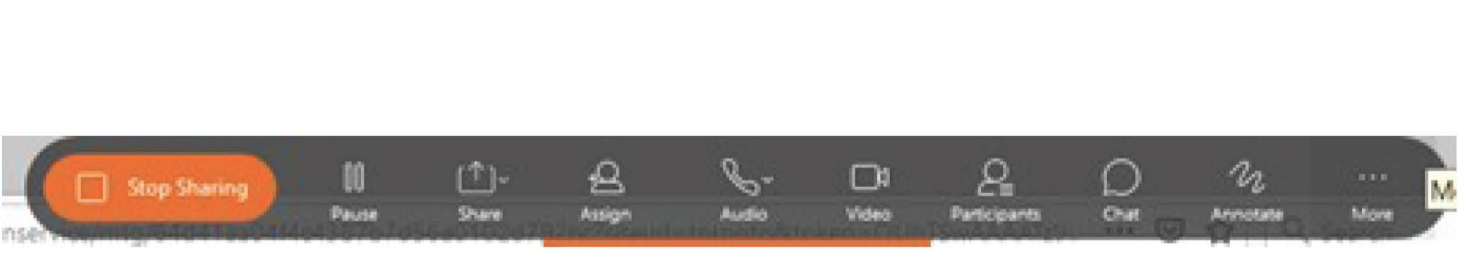 Stop Sharing
Pause
Share
Assign
Audio
Video
Participants
Chat
Annotate
More